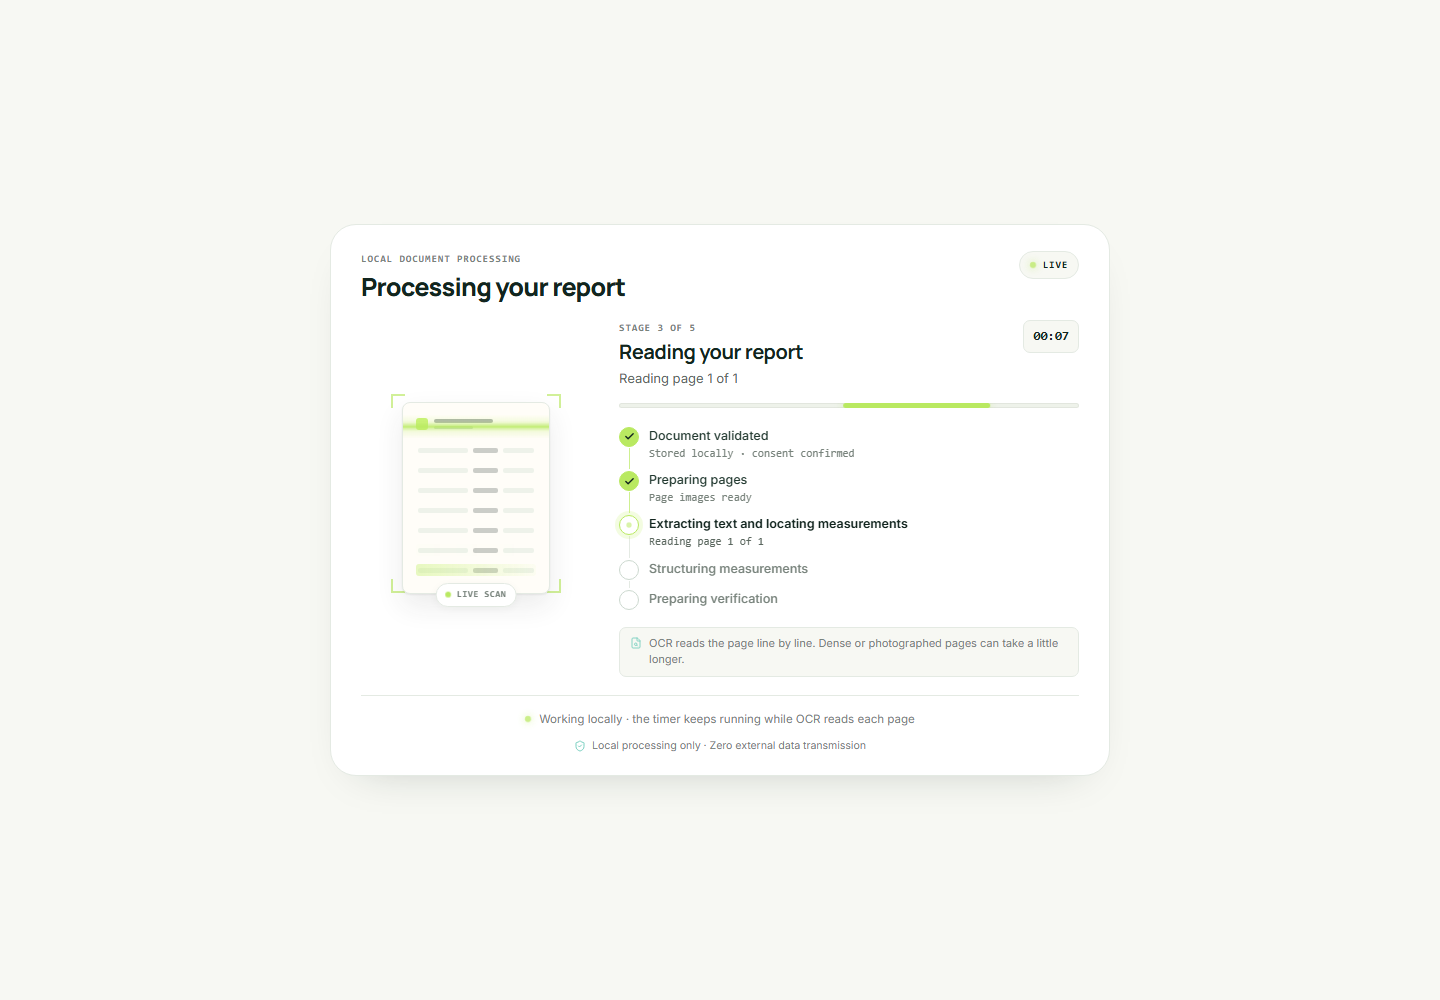 LOCAL DOCUMENT PROCESSING
Processing your report
LIVE
STAGE 3 OF 5
Reading your report
Reading page 1 of 1
00:07
Document validated
Stored locally · consent confirmed
Preparing pages
Page images ready
Extracting text and locating measurements
Reading page 1 of 1
Structuring measurements
Preparing verification
LIVE SCAN
OCR reads the page line by line. Dense or photographed pages can take a little
longer.
Working locally · the timer keeps running while OCR reads each page
Local processing only · Zero external data transmission